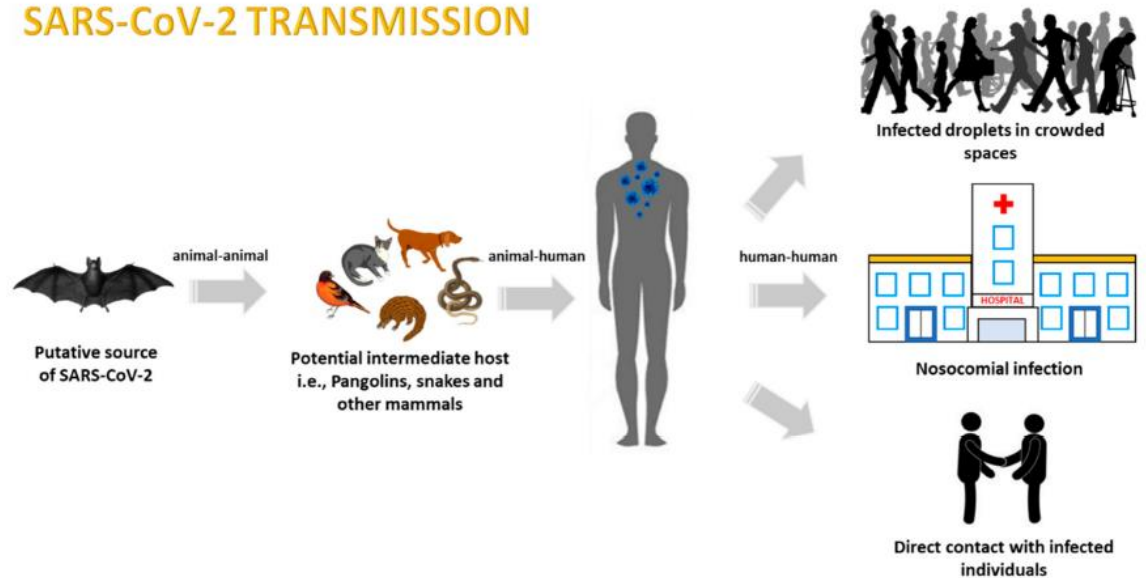 SARS-CoV-2 TRANSMISSION
Infected droplets in crowded
spaces
animal-animal
animal-human
human-human
HOSPITAL
Putative source
of SARS-CoV-2
Potential intermediate host
i.e., Pangolins, snakes and
other mammals
Nosocomial infection
Direct contact with infected
individuals